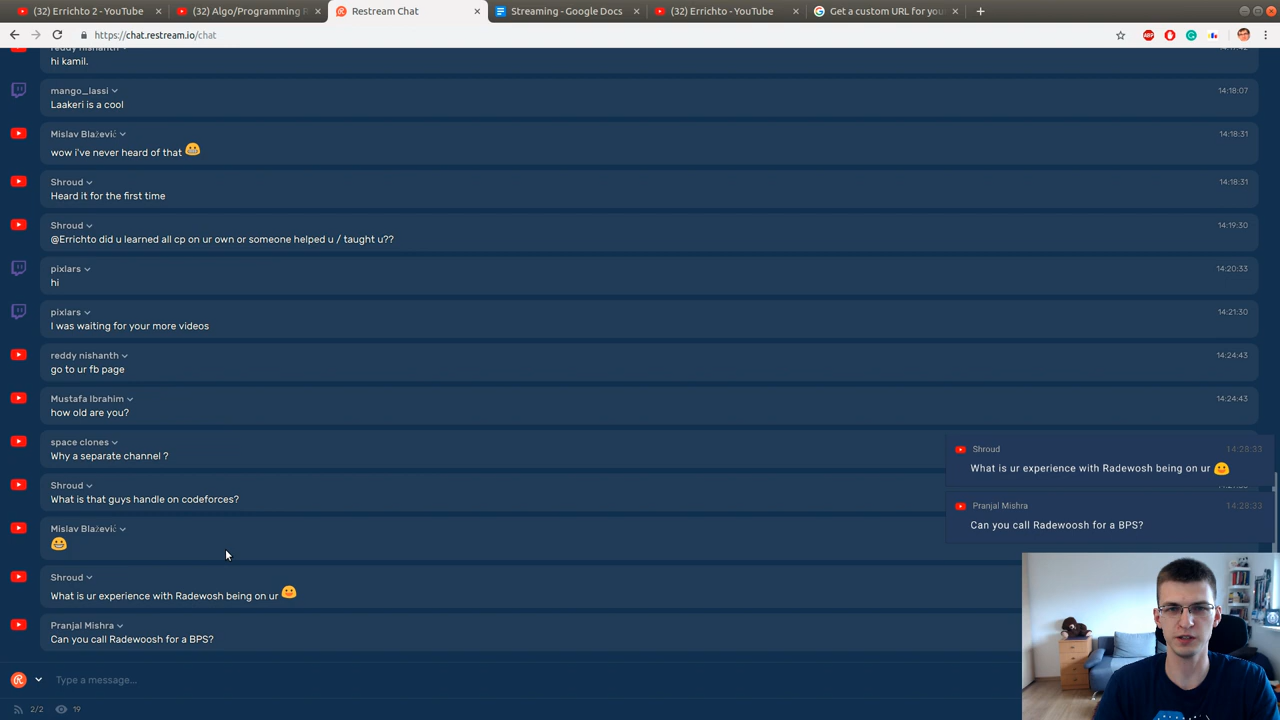 (32) Errichto 2 - YouTube
(32) Algo/Programming R
Restream Chat
Streaming - Google Docs
(32) Errichto - YouTube
Get a custom URL for you
https://chat.restream.io/chat
reddy nishanth
hi kamil.
mango_lassi
14:18:07
Laakeri is a cool
Mislav Blažević
14:18:31
wow i've never heard of that
Shroud
14:18:31
Heard it for the first time
Shroud
14:19:30
@Errichto did u learned all cp on ur own or someone helped u / taught u??
pixlars
14:20:33
hi
pixlars
14:21:30
I was waiting for your more videos
reddy nishanth
14:24:43
go to ur fb page
Mustafa Ibrahim
14:24:43
how old are you?
space clones
Why a separate channel ?
Shroud
What is that guys handle on codeforces?
Mislav Blažević
Shroud
What is ur experience with Radewosh being on ur
Pranjal Mishra
Can you call Radewoosh for a BPS?
Shroud
14:28:33
What is ur experience with Radewosh being on ur
Pranjal Mishra
14:28:33
Can you call Radewoosh for a BPS?
Type a message...
2/2
19